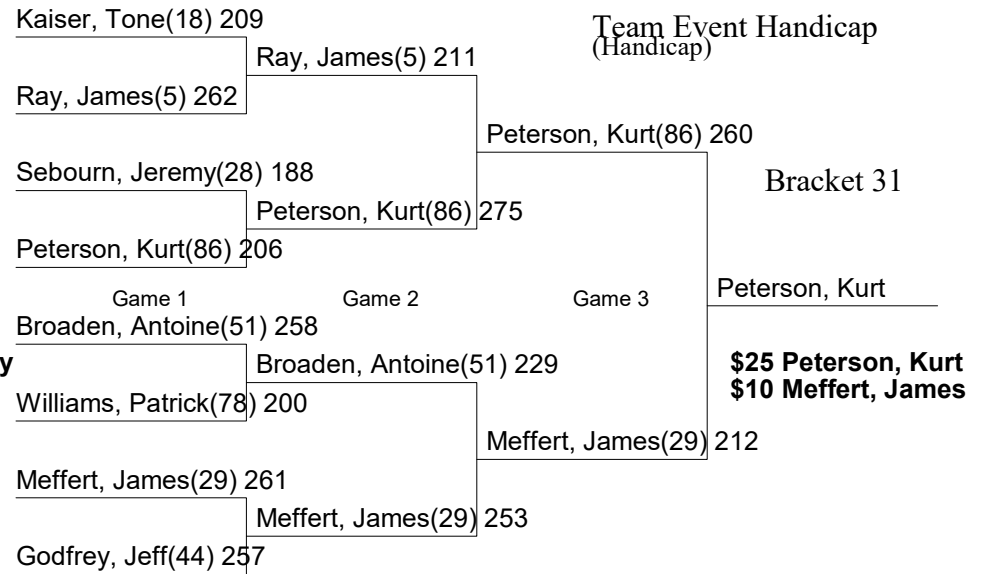 Kaiser, Tone(18) 209
Team Event Handicap
(Handicap)
Ray, James(5) 211
Ray, James(5) 262
Peterson, Kurt(86) 260
Sebourn, Jeremy(28) 188
Bracket 31
Peterson, Kurt(86) 275
Peterson, Kurt(86) 206
Game 1 Game 2 Game 3
Peterson, Kurt
Broaden, Antoine(51) 258
y
Broaden, Antoine(51) 229
$25 Peterson, Kurt
$10 Meffert, James
Williams, Patrick(78) 200
Meffert, James(29) 212
Meffert, James(29) 261
Meffert, James(29) 253
Godfrey, Jeff(44) 257